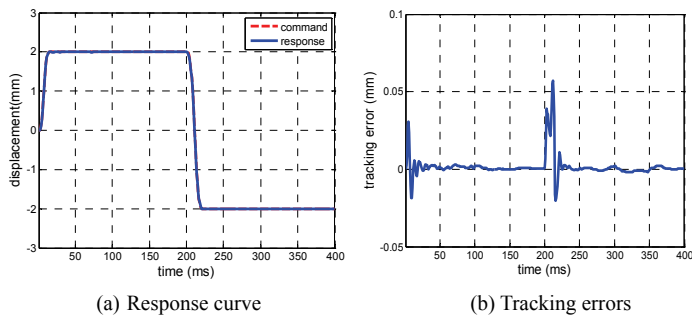 command
response
3
2
1
0
-1
-2
-3
50 100 150 200 250 300 350 400
displacement(mm)
time (ms)
(a) Response curve
0.1
0.05
0
-0.05
50 100 150 200 250 300 350 400
tracking error (mm)
time (ms)
(b) Tracking errors